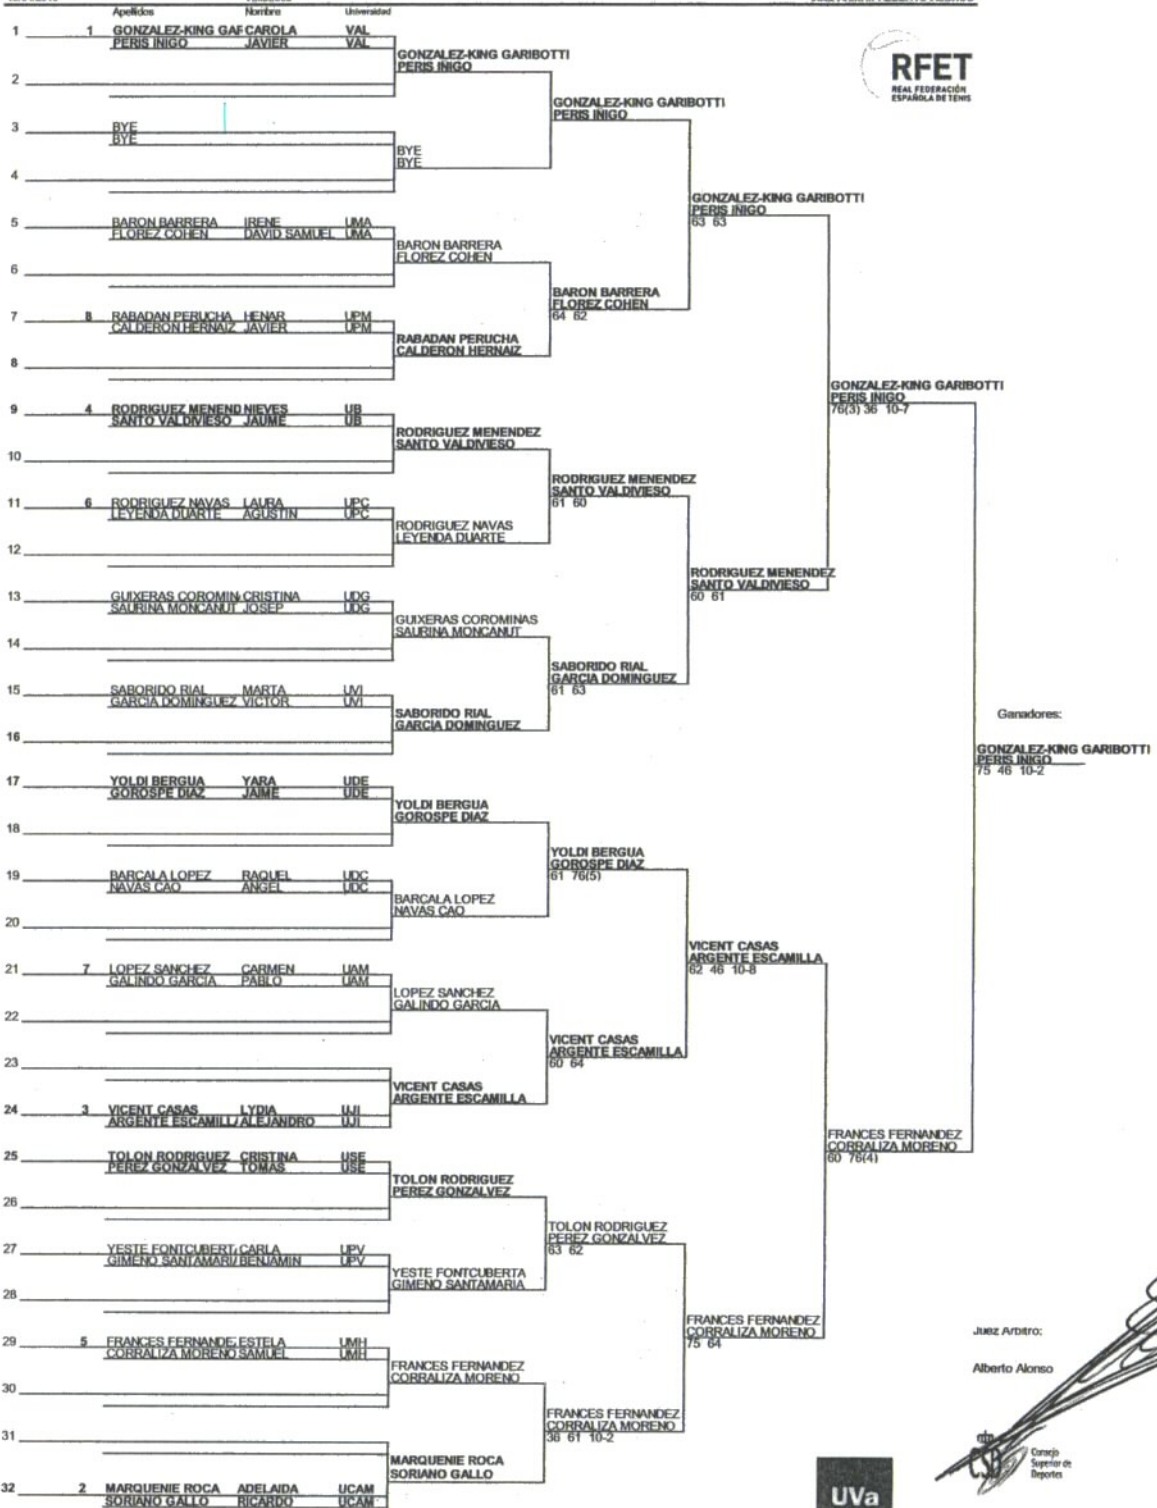 Apellidos Nombre Universidad
1 1 GONZALEZ-KING GAR CAROLA VAL
PERIS IÑIGO JAVIER VAL
GONZALEZ-KING GARIBOTTI
PERIS IÑIGO
RFET
REAL FEDERACIÓN
ESPAÑOLA DE TENIS
2
GONZALEZ-KING GARIBOTTI
PERIS IÑIGO
3 BYE
BYE
BYE
BYE
4
GONZALEZ-KING GARIBOTTI
PERIS IÑIGO
63 63
5 BARON BARRERA IRENE UMA
FLOREZ COHEN DAVID SAMUEL UMA
BARON BARRERA
FLOREZ COHEN
6
BARON BARRERA
FLOREZ COHEN
64 62
7 8 RABADAN PERUCHA HENAR UPM
CALDERON HERNAIZ JAVIER UPM
RABADAN PERUCHA
CALDERON HERNAIZ
8
GONZALEZ-KING GARIBOTTI
PERIS IÑIGO
76(3) 36 10-7
9 4 RODRIGUEZ MENEND NIEVES UB
SANTO VALDIVIESO JAUME UB
RODRIGUEZ MENENDEZ
SANTO VALDIVIESO
10
RODRIGUEZ MENENDEZ
SANTO VALDIVIESO
61 60
11 6 RODRIGUEZ NAVAS LAURA UPC
LEYENDA DUARTE AGUSTIN UPC
RODRIGUEZ NAVAS
LEYENDA DUARTE
12
RODRIGUEZ MENENDEZ
SANTO VALDIVIESO
60 61
13 GUIXERAS COROMIN CRISTINA UDG
SAURINA MONCANUT JOSEP UDG
GUIXERAS COROMINAS
SAURINA MONCANUT
14
SABORIDO RIAL
GARCIA DOMINGUEZ
61 63
15 SABORIDO RIAL MARTA UVI
GARCIA DOMINGUEZ VICTOR UVI
SABORIDO RIAL
GARCIA DOMINGUEZ
16
Ganadores:
GONZALEZ-KING GARIBOTTI
PERIS IÑIGO
75 46 10-2
17 YOLDI BERGUA YARA UDE
GOROSPE DIAZ JAIME UDE
YOLDI BERGUA
GOROSPE DIAZ
18
YOLDI BERGUA
GOROSPE DIAZ
61 76(5)
19 BARCALA LOPEZ RAQUEL UDC
NAVAS CAO ANGEL UDC
BARCALA LOPEZ
NAVAS CAO
20
VICENT CASAS
ARGENTE ESCAMILLA
62 46 10-8
21 7 LOPEZ SANCHEZ CARMEN UAM
GALINDO GARCIA PABLO UAM
LOPEZ SANCHEZ
GALINDO GARCIA
22
VICENT CASAS
ARGENTE ESCAMILLA
60 64
23
VICENT CASAS
ARGENTE ESCAMILLA
24 3 VICENT CASAS LYDIA UJI
ARGENTE ESCAMILL ALEJANDRO UJI
FRANCES FERNANDEZ
CORRALIZA MORENO
60 76(4)
25 TOLON RODRIGUEZ CRISTINA USE
PEREZ GONZALVEZ TOMAS USE
TOLON RODRIGUEZ
PEREZ GONZALVEZ
26
TOLON RODRIGUEZ
PEREZ GONZALVEZ
63 62
27 YESTE FONTCUBERT CARLA UPV
GIMENO SANTAMARI BENJAMIN UPV
YESTE FONTCUBERTA
GIMENO SANTAMARIA
28
FRANCES FERNANDEZ
CORRALIZA MORENO
75 64
29 5 FRANCES FERNANDE ESTELA UMH
CORRALIZA MORENO SAMUEL UMH
FRANCES FERNANDEZ
CORRALIZA MORENO
30
FRANCES FERNANDEZ
CORRALIZA MORENO
36 61 10-2
31
MARQUENIE ROCA
SORIANO GALLO
32 2 MARQUENIE ROCA ADELAIDA UCAM
SORIANO GALLO RICARDO UCAM
Juez Arbitro:
Alberto Alonso
CSD
Consejo
Superior de
Deportes
UVa